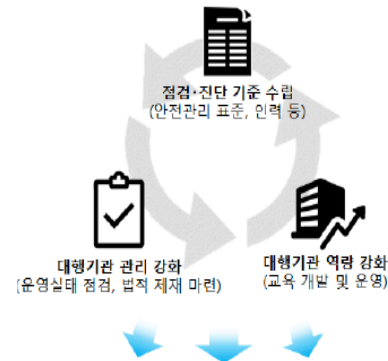 점검·진단 기준 수립
(안전관리 표준, 인력 등)
대행기관 관리 강화
(운영실태 점검, 법적 제재 마련)
대행기관 역량 강화
(교육 개발 및 운영)